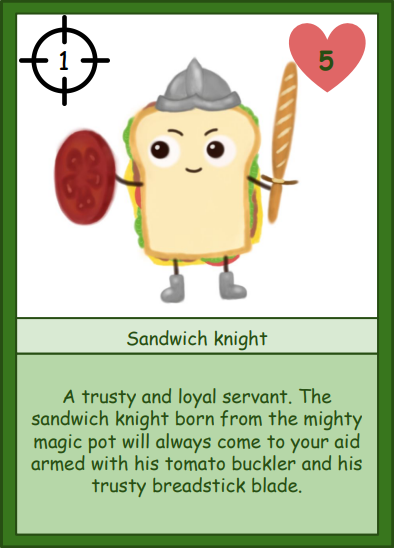 1
5
Sandwich knight
A trusty and loyal servant. The
sandwich knight born from the mighty
magic pot will always come to your aid
armed with his tomato buckler and his
trusty breadstick blade.